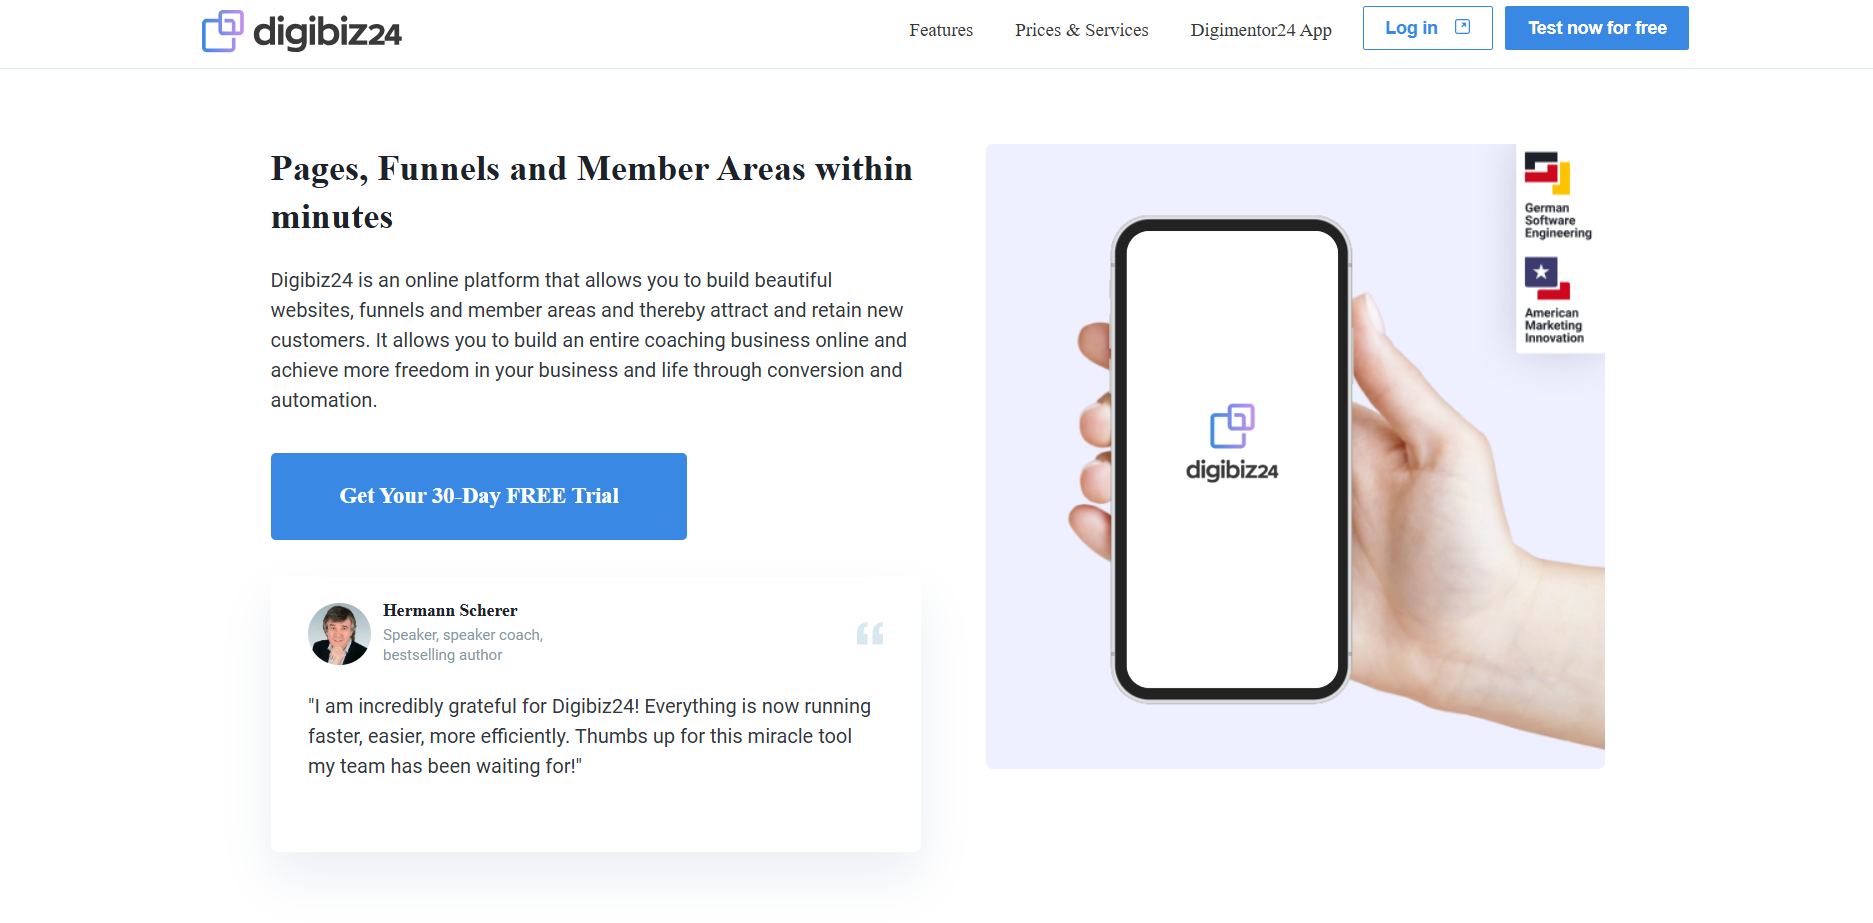 digibiz24
Features
Prices & Services
Digimentor24 App
Log in
Test now for free
Pages, Funnels and Member Areas within
minutes
Digibiz24 is an online platform that allows you to build beautiful
websites, funnels and member areas and thereby attract and retain new
customers. It allows you to build an entire coaching business online and
achieve more freedom in your business and life through conversion and
automation.
Get Your 30-Day FREE Trial
Hermann Scherer
Speaker, speaker coach,
bestselling author
"I am incredibly grateful for Digibiz24! Everything is now running
faster, easier, more efficiently. Thumbs up for this miracle tool
my team has been waiting for!"
digibiz24
German
Software
Engineering
American
Marketing
Innovation